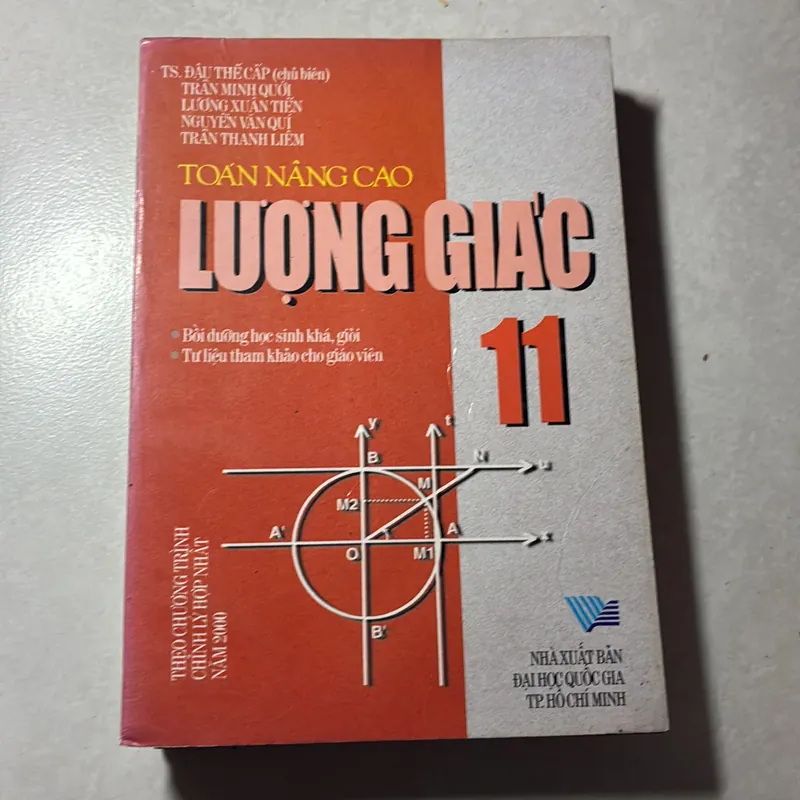 TS. ĐẬU THẾ CẤP (chủ biên)
TRẦN MINH QUỚI
LƯƠNG XUÂN TIẾN
NGUYỄN VĂN QUÍ
TRẦN THANH LIÊM
TOÁN NÂNG CAO
LƯỢNG GIÁC
11
Bồi dưỡng học sinh khá, giỏi
Tư liệu tham khảo cho giáo viên
y
t
B
N
u
M
M2
A'
A
x
O
M1
B'
THEO CHƯƠNG TRÌNH
CHỈNH LÝ HỢP NHẤT
NĂM 2000
NHÀ XUẤT BẢN
ĐẠI HỌC QUỐC GIA
TP. HỒ CHÍ MINH